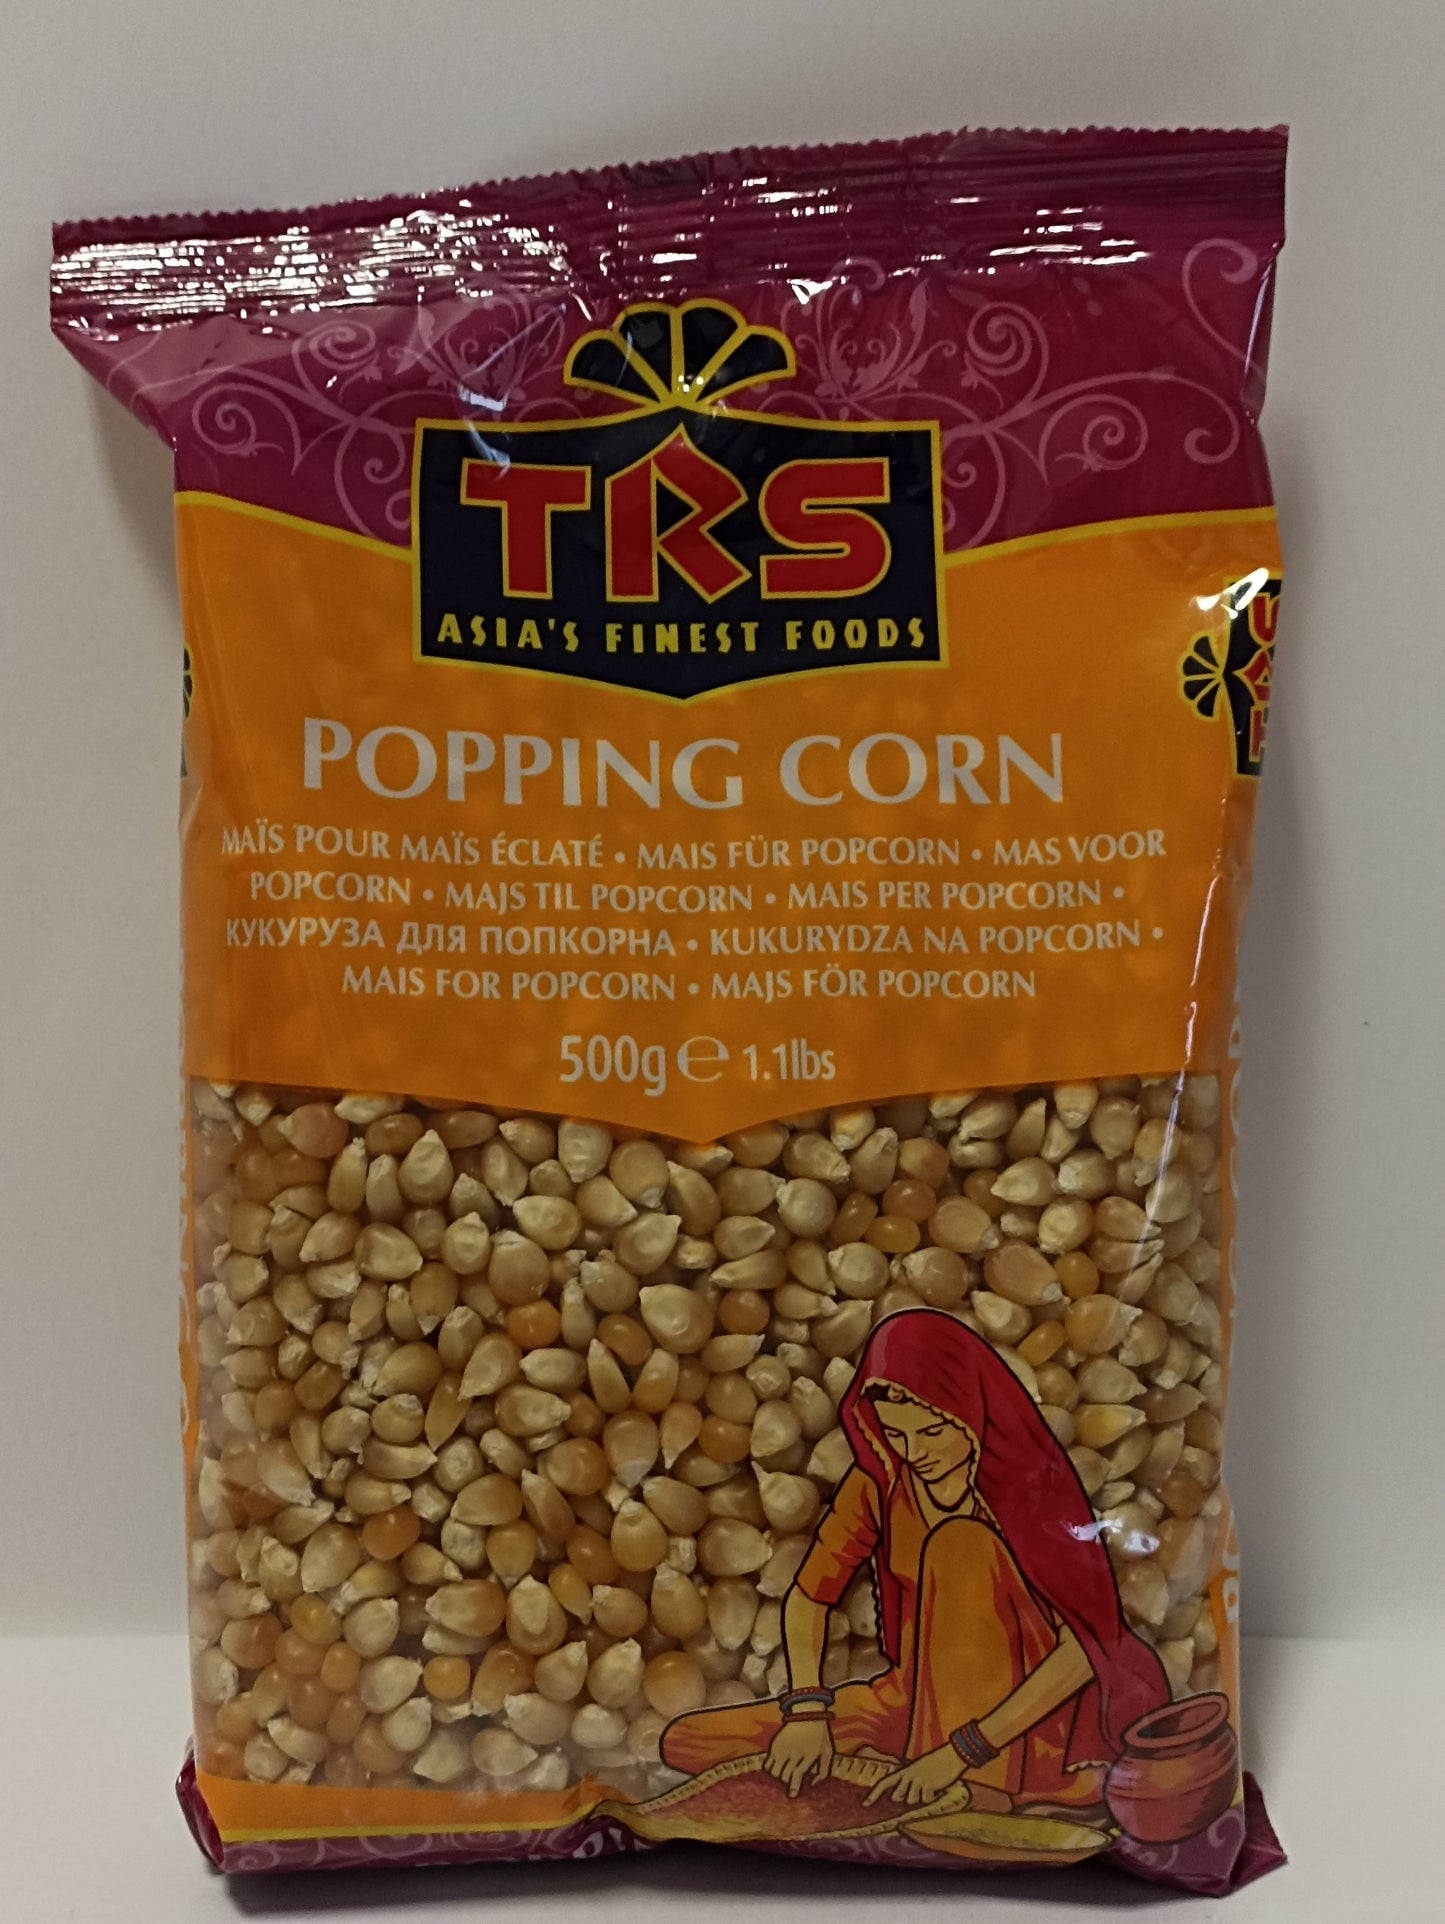 TRS
ASIA'S FINEST FOODS
POPPING CORN
MAÏS POUR MAÏS ÉCLATÉ • MAIS FÜR POPCORN • MAS VOOR
POPCORN • MAJS TIL POPCORN • MAIS PER POPCORN •
КУКУРУЗА ДЛЯ ПОПКОРНА • KUKURYDZA NA POPCORN •
MAIS FOR POPCORN • MAJS FÖR POPCORN
500g ℮ 1.1lbs